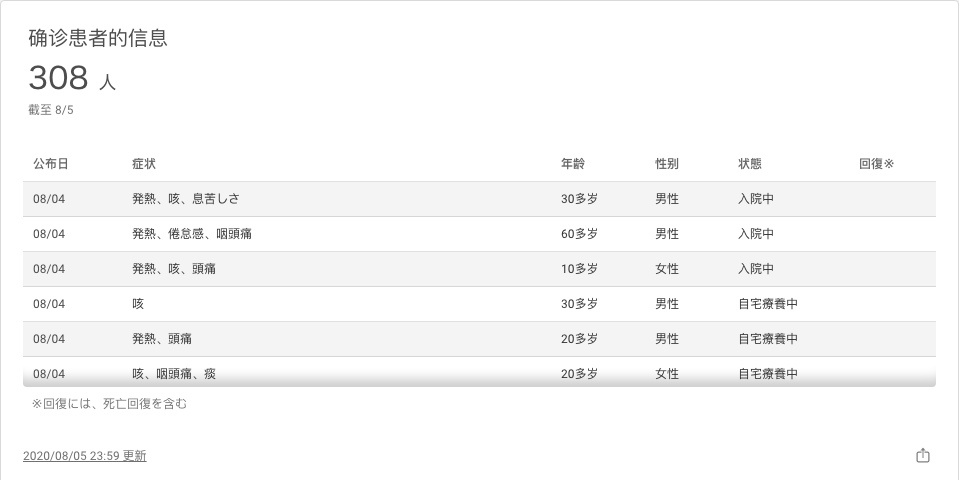 确诊患者的信息
308 人
截至 8/5
公布日 症状 年齢 性别 状態 回復※
08/04 発熱、咳、息苦しさ 30多岁 男性 入院中
08/04 発熱、倦怠感、咽頭痛 60多岁 男性 入院中
08/04 発熱、咳、頭痛 10多岁 女性 入院中
08/04 咳 30多岁 男性 自宅療養中
08/04 発熱、頭痛 20多岁 男性 自宅療養中
08/04 咳、咽頭痛、痰 20多岁 女性 自宅療養中
※回復には、死亡回復を含む
2020/08/05 23:59 更新